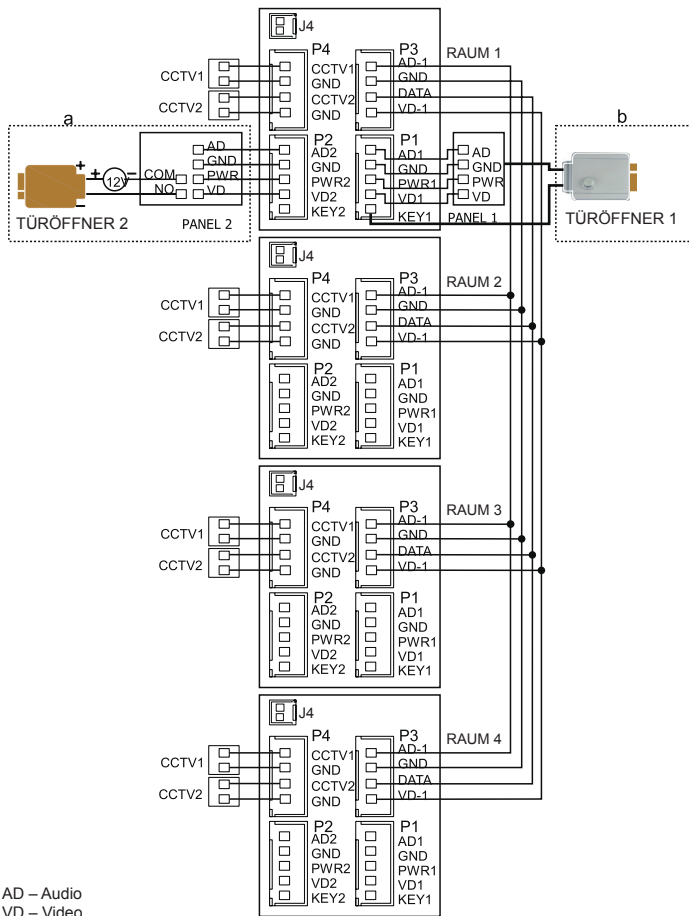 J4
P4
P3
RAUM 1
CCTV1
CCTV2
CCTV1
GND
CCTV2
GND
AD-1
GND
DATA
VD-1
a
b
P2
P1
AD
GND
PWR
VD
COM
NO
+
+
12V
–
–
AD2
GND
PWR2
VD2
KEY2
AD1
GND
PWR1
VD1
KEY1
AD
GND
PWR
VD
TÜRÖFFNER 2
PANEL 2
PANEL 1
TÜRÖFFNER 1
J4
P4
P3
RAUM 2
CCTV1
CCTV2
CCTV1
GND
CCTV2
GND
AD-1
GND
DATA
VD-1
P2
P1
AD2
GND
PWR2
VD2
KEY2
AD1
GND
PWR1
VD1
KEY1
J4
P4
P3
RAUM 3
CCTV1
CCTV2
CCTV1
GND
CCTV2
GND
AD-1
GND
DATA
VD-1
P2
P1
AD2
GND
PWR2
VD2
KEY2
AD1
GND
PWR1
VD1
KEY1
J4
P4
P3
RAUM 4
CCTV1
CCTV2
CCTV1
GND
CCTV2
GND
AD-1
GND
DATA
VD-1
P2
P1
AD2
GND
PWR2
VD2
KEY2
AD1
GND
PWR1
VD1
KEY1
AD – Audio
VD – Video